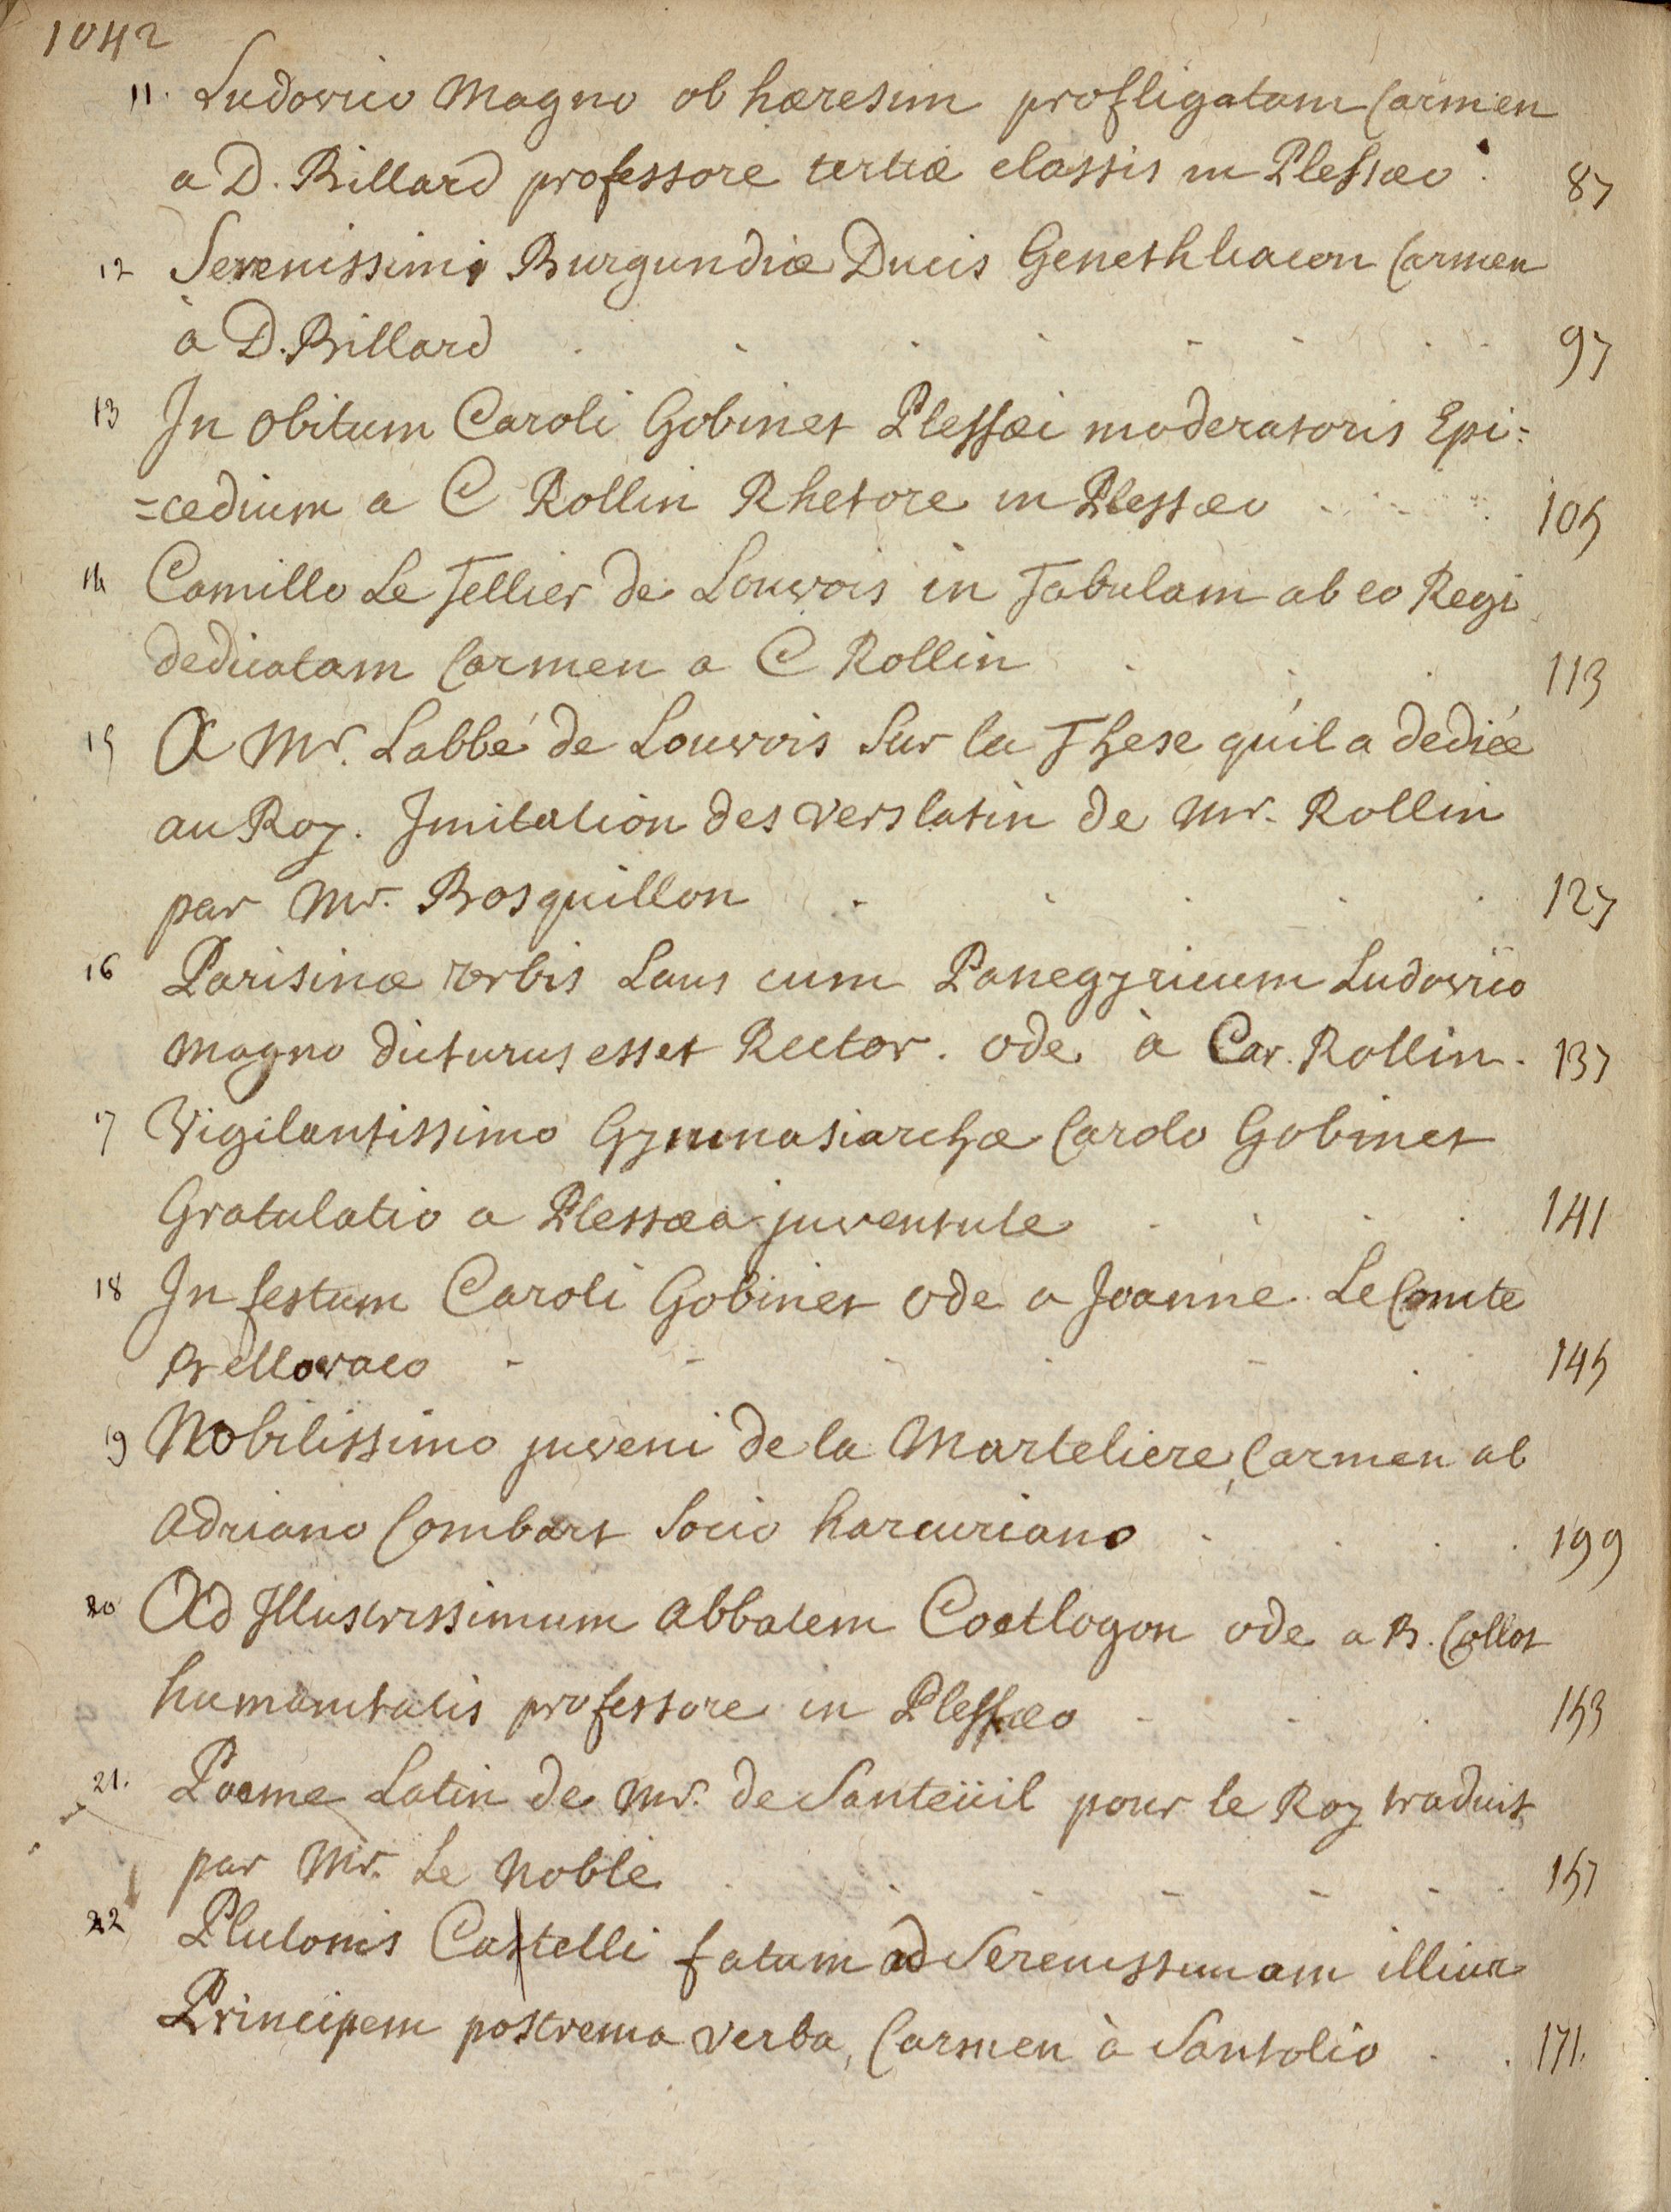 1042
11. Ludovico Magno ob hæresim profligatam Carmen
a D. Billard professore tertiæ classis in Plessæo . 87
12 Serenissimi Burgundiæ Ducis Genethliacon Carmen
à D. Billard . . . . . . . 97
13 In obitum Caroli Gobinet Plessæi moderatoris Epi=
=cedium a C Rollin Rhetore in Plessæo . . . . 105
14 Camillo Le Tellier de Louvois in Tabulam ab eo Regi
dedicatam Carmen a C Rollin . . . 113
15 A Mr. Labbé de Louvois Sur la These qu'il a dediée
au Roy. Imitation des vers latin de Mr. Rollin
par Mr. Bosquillon . . . . . 127
16 Parisinæ vrbis Laus cum Panegyricum Ludovico
magno dicturus esset Rector. ode à Car. Rollin . 137
17 Vigilantissimo Gymnasiarchæ Carolo Gobinet
Gratulatio a Plessæa juventute . . . . 141
18 In festum Caroli Gobinet ode a Joanne Le Comte
Bellovaco - - - . - . 145
19 Nobilissimo juveni de la Marteliere, Carmen ab
Adriano Combart Socio harcuriano . . . . 199
20 Ad Illustrissimum abbatem Coetlogon ode a B. Collot
humanitatis professore in Plessæo - . - . 153
21. Poeme Latin de Mr. de Santeüil pour le Roy traduit
par Mr. Le Noble . . - - - - . 157
22 Plutonis Castelli fatum ad Serenissimam illius
Principem postrema verba, Carmen à Santolio . . 171.